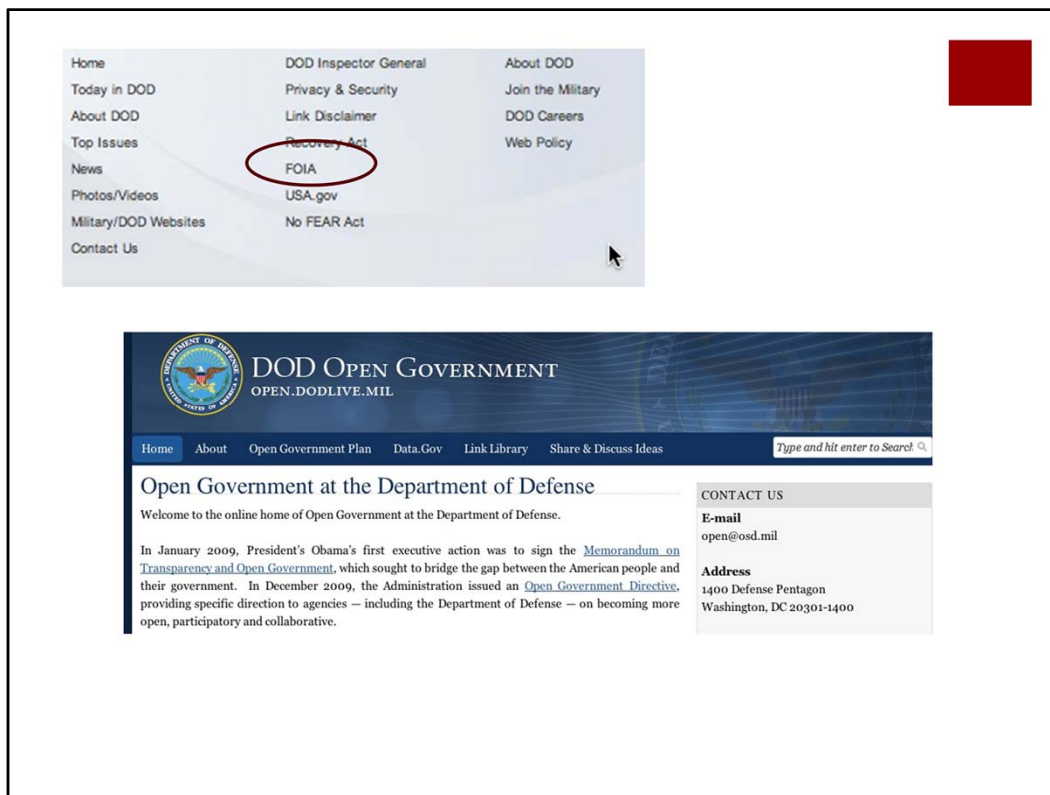 Home
Today in DOD
About DOD
Top Issues
News
Photos/Videos
Military/DOD Websites
Contact Us
DOD Inspector General
Privacy & Security
Link Disclaimer
Recovery Act
FOIA
USA.gov
No FEAR Act
About DOD
Join the Military
DOD Careers
Web Policy
DEPARTMENT OF DEFENSE
UNITED STATES OF AMERICA
DOD OPEN GOVERNMENT
OPEN.DODLIVE.MIL
Home About Open Government Plan Data.Gov Link Library Share & Discuss Ideas Type and hit enter to Search
Open Government at the Department of Defense
Welcome to the online home of Open Government at the Department of Defense.
In January 2009, President's Obama's first executive action was to sign the Memorandum on
Transparency and Open Government, which sought to bridge the gap between the American people and
their government. In December 2009, the Administration issued an Open Government Directive,
providing specific direction to agencies — including the Department of Defense — on becoming more
open, participatory and collaborative.
CONTACT US
E-mail
open@osd.mil
Address
1400 Defense Pentagon
Washington, DC 20301-1400